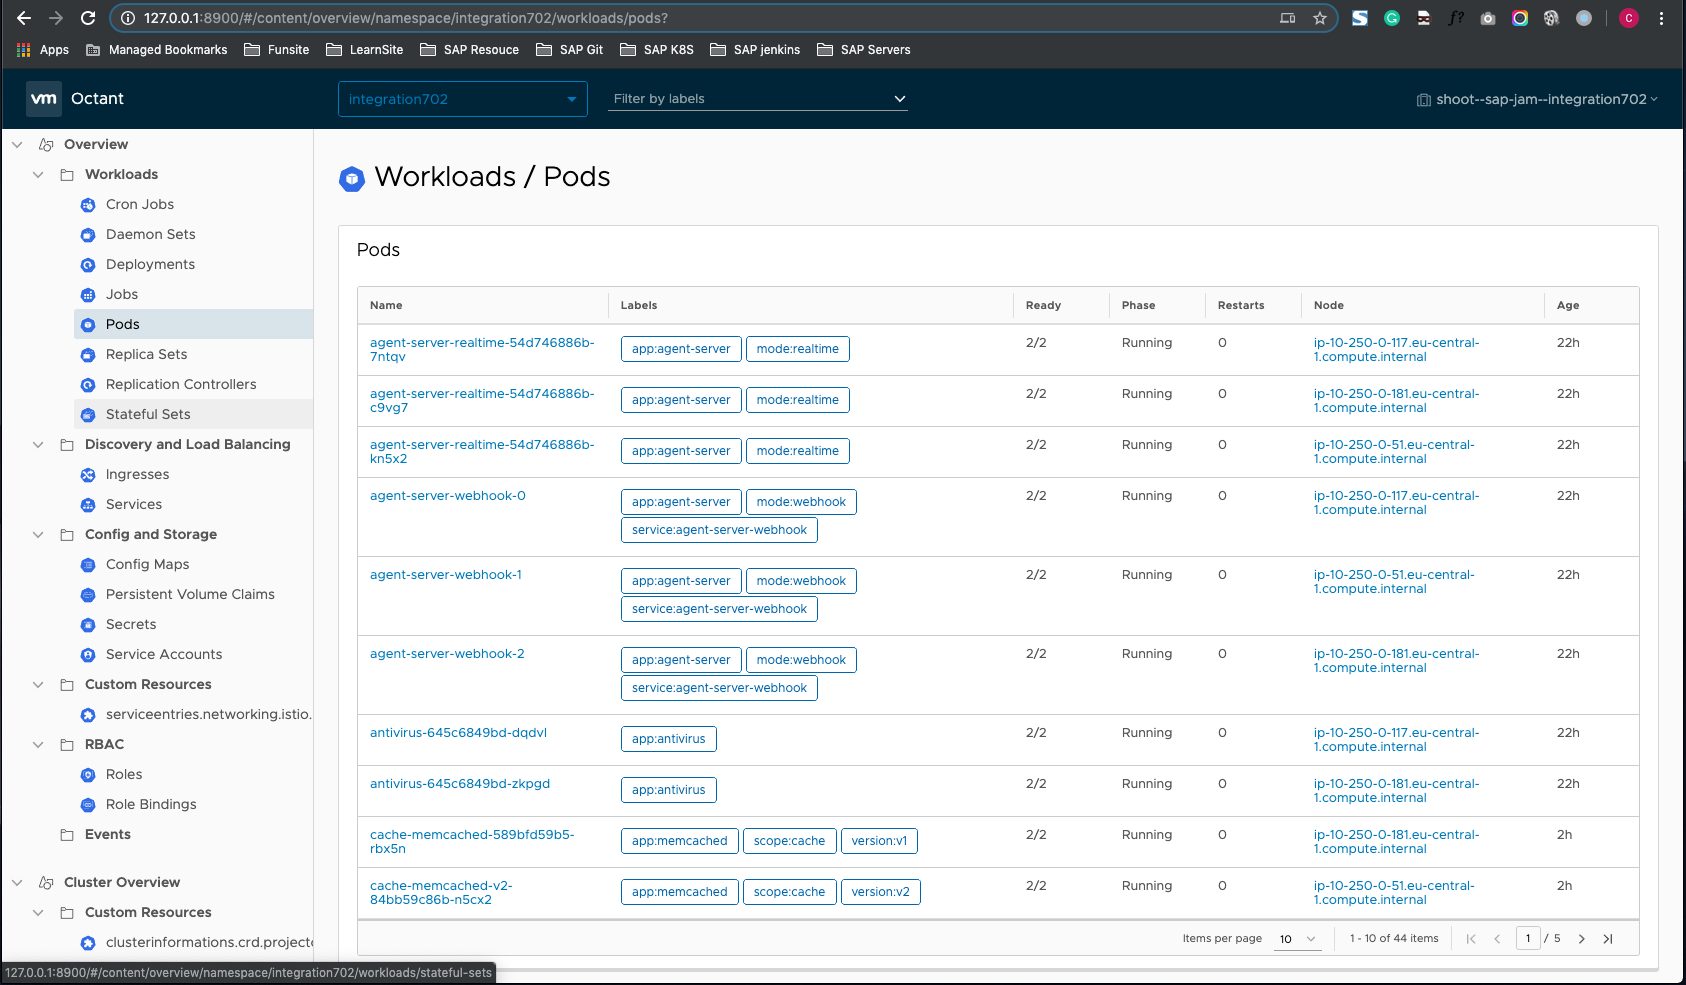 127.0.0.1:8900/#/content/overview/namespace/integration702/workloads/pods?
f?
C
Apps
Managed Bookmarks
Funsite
LearnSite
SAP Resouce
SAP Git
SAP K8S
SAP jenkins
SAP Servers
vm
Octant
integration702
Filter by labels
shoot--sap-jam--integration702
Overview
Workloads
Cron Jobs
Daemon Sets
Deployments
Jobs
Pods
Replica Sets
Replication Controllers
Stateful Sets
Discovery and Load Balancing
Ingresses
Services
Config and Storage
Config Maps
Persistent Volume Claims
Secrets
Service Accounts
Custom Resources
serviceentries.networking.istio.
RBAC
Roles
Role Bindings
Events
Cluster Overview
Custom Resources
clusterinformations.crd.projectc
127.0.0.1:8900/#/content/overview/namespace/integration702/workloads/stateful-sets
Workloads / Pods
Pods
Name Labels Ready Phase Restarts Node Age
agent-server-realtime-54d746886b-
7ntqv
app:agent-server mode:realtime
2/2 Running 0
ip-10-250-0-117.eu-central-
1.compute.internal
22h
agent-server-realtime-54d746886b-
c9vg7
app:agent-server mode:realtime
2/2 Running 0
ip-10-250-0-181.eu-central-
1.compute.internal
22h
agent-server-realtime-54d746886b-
kn5x2
app:agent-server mode:realtime
2/2 Running 0
ip-10-250-0-51.eu-central-
1.compute.internal
22h
agent-server-webhook-0
app:agent-server mode:webhook
service:agent-server-webhook
2/2 Running 0
ip-10-250-0-117.eu-central-
1.compute.internal
22h
agent-server-webhook-1
app:agent-server mode:webhook
service:agent-server-webhook
2/2 Running 0
ip-10-250-0-51.eu-central-
1.compute.internal
22h
agent-server-webhook-2
app:agent-server mode:webhook
service:agent-server-webhook
2/2 Running 0
ip-10-250-0-181.eu-central-
1.compute.internal
22h
antivirus-645c6849bd-dqdvl
app:antivirus
2/2 Running 0
ip-10-250-0-117.eu-central-
1.compute.internal
22h
antivirus-645c6849bd-zkpgd
app:antivirus
2/2 Running 0
ip-10-250-0-181.eu-central-
1.compute.internal
22h
cache-memcached-589bfd59b5-
rbx5n
app:memcached scope:cache version:v1
2/2 Running 0
ip-10-250-0-181.eu-central-
1.compute.internal
2h
cache-memcached-v2-
84bb59c86b-n5cx2
app:memcached scope:cache version:v2
2/2 Running 0
ip-10-250-0-51.eu-central-
1.compute.internal
2h
Items per page 10 1 - 10 of 44 items 1 / 5